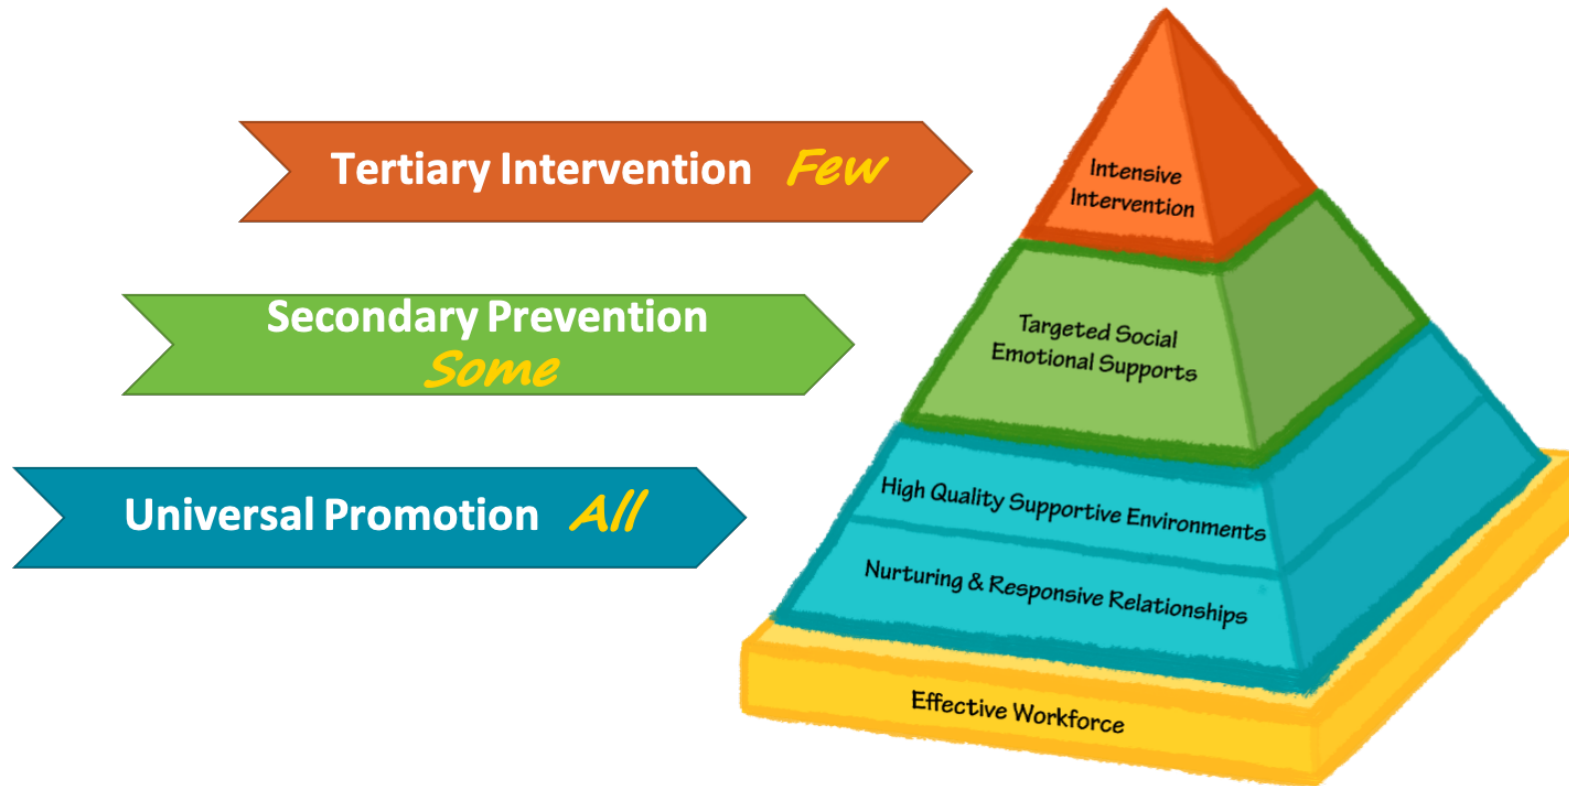 Tertiary Intervention Few
Secondary Prevention
Some
Universal Promotion All
Intensive
Intervention
Targeted Social
Emotional Supports
High Quality Supportive Environments
Nurturing & Responsive Relationships
Effective Workforce